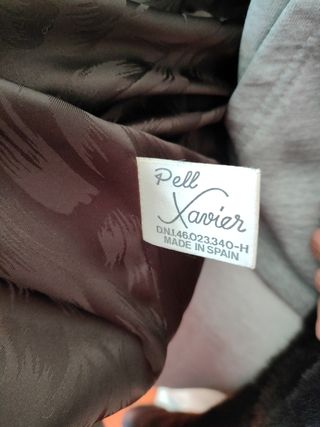 Pell
Xavier
D.N.I.46.023.340-H
MADE IN SPAIN